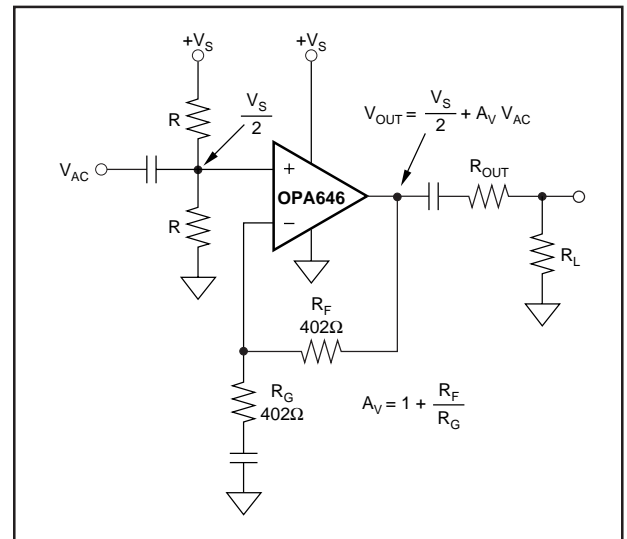 +V_S
+V_S
R
V_S/2
V_OUT = V_S/2 + A_V V_AC
V_AC
+
OPA646
−
R_OUT
R
R_L
R_F
402Ω
R_G
402Ω
A_V = 1 + R_F/R_G